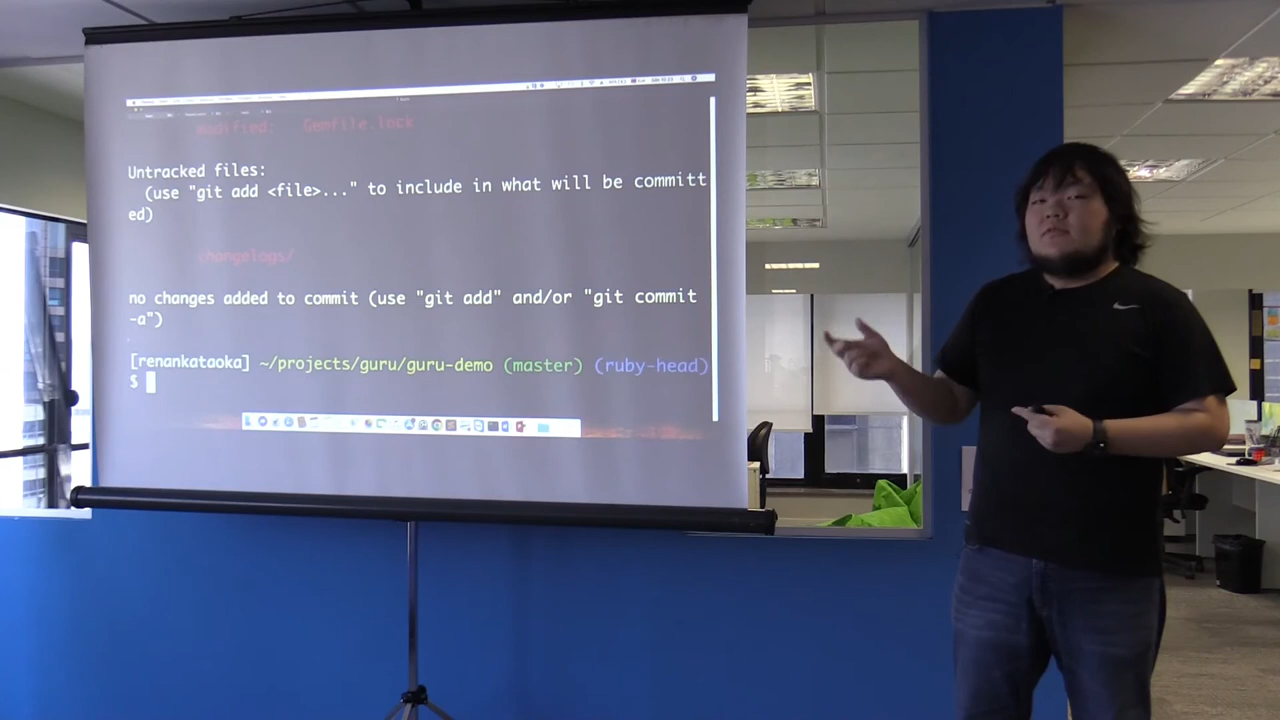 modified: Gemfile.lock
Untracked files:
(use "git add <file>..." to include in what will be committ
ed)
changelogs/
no changes added to commit (use "git add" and/or "git commit
-a")
[renankataoka] ~/projects/guru/guru-demo (master) (ruby-head)
$